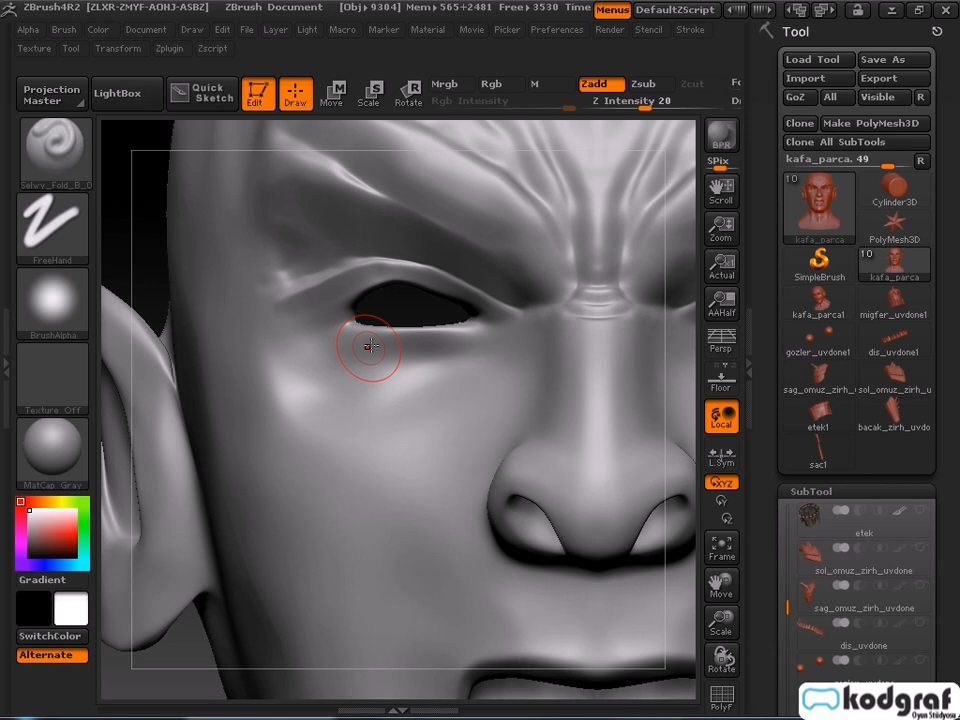 ZBrush4R2 [ZLXR-ZMYF-AOHJ-ASBZ] ZBrush Document [Obj▸ 9304] Mem▸565+2481 Free▸3530 Time Menus DefaultZScript
Alpha Brush Color Document Draw Edit File Layer Light Macro Marker Material Movie Picker Preferences Render Stencil Stroke
Texture Tool Transform Zplugin Zscript
Tool
Load Tool Save As
Import Export
GoZ All Visible R
Clone Make PolyMesh3D
Clone All SubTools
kafa_parca. 49 R
Projection Master
LightBox
Quick Sketch
Edit Draw Move Scale Rotate
Mrgb Rgb M Zadd Zsub Zcut
Rgb Intensity Z Intensity 20
Selwy_Fold_B_0
FreeHand
BrushAlpha
Texture Off
MatCap Gray
Gradient
SwitchColor
Alternate
BPR
SPix
Scroll
Zoom
Actual
AAHalf
Persp
Floor
Local
L.Sym
XYZ
Y
Z
Frame
Move
Scale
Rotate
PolyF
10
kafa_parca
Cylinder3D
PolyMesh3D
SimpleBrush
10
kafa_parca
kafa_parca1 migfer_uvdone1
gozler_uvdone1 dis_uvdone1
sag_omuz_zirh_u sol_omuz_zirh_u
etek1 bacak_zirh_uvdo
sac1
SubTool
etek
sol_omuz_zirh_uvdone
sag_omuz_zirh_uvdone
dis_uvdone
kodgraf
Oyun Stüdyosu